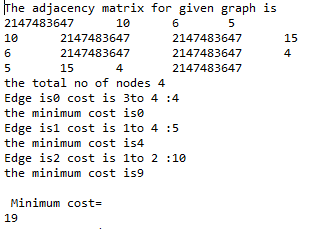 The adjacency matrix for given graph is
2147483647 10 6 5
10 2147483647 2147483647 15
6 2147483647 2147483647 4
5 15 4 2147483647
the total no of nodes 4
Edge is0 cost is 3to 4 :4
the minimum cost is0
Edge is1 cost is 1to 4 :5
the minimum cost is4
Edge is2 cost is 1to 2 :10
the minimum cost is9
Minimum cost=
19